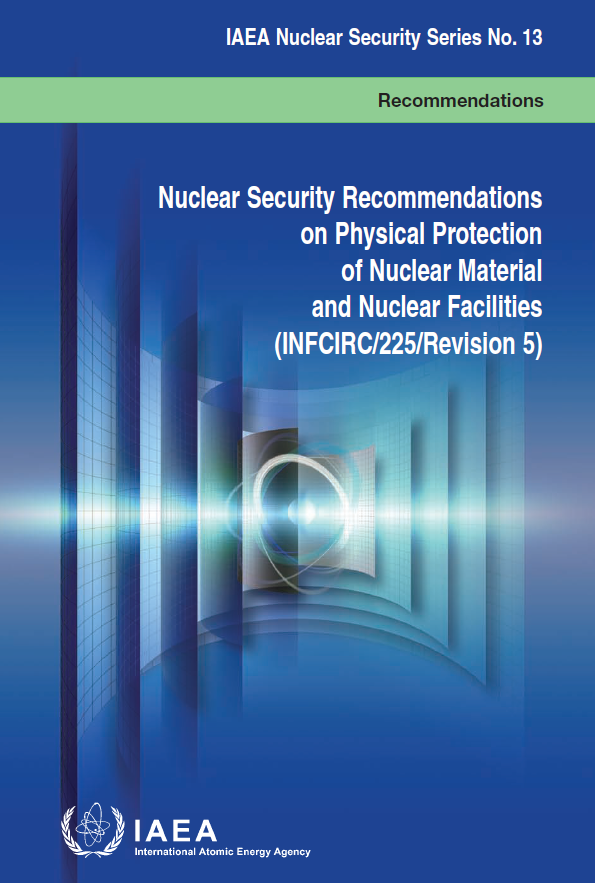 IAEA Nuclear Security Series No. 13
Recommendations
Nuclear Security Recommendations
on Physical Protection
of Nuclear Material
and Nuclear Facilities
(INFCIRC/225/Revision 5)
IAEA
International Atomic Energy Agency